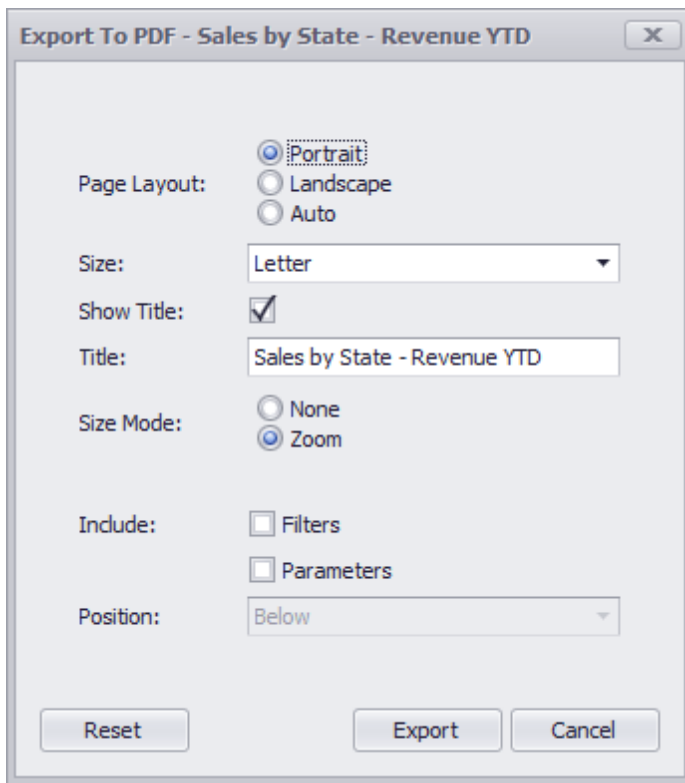 Export To PDF - Sales by State - Revenue YTD
Page Layout:
Portrait
Landscape
Auto
Size: Letter
Show Title:
Title: Sales by State - Revenue YTD
Size Mode:
None
Zoom
Include: Filters
Parameters
Position: Below
Reset Export Cancel